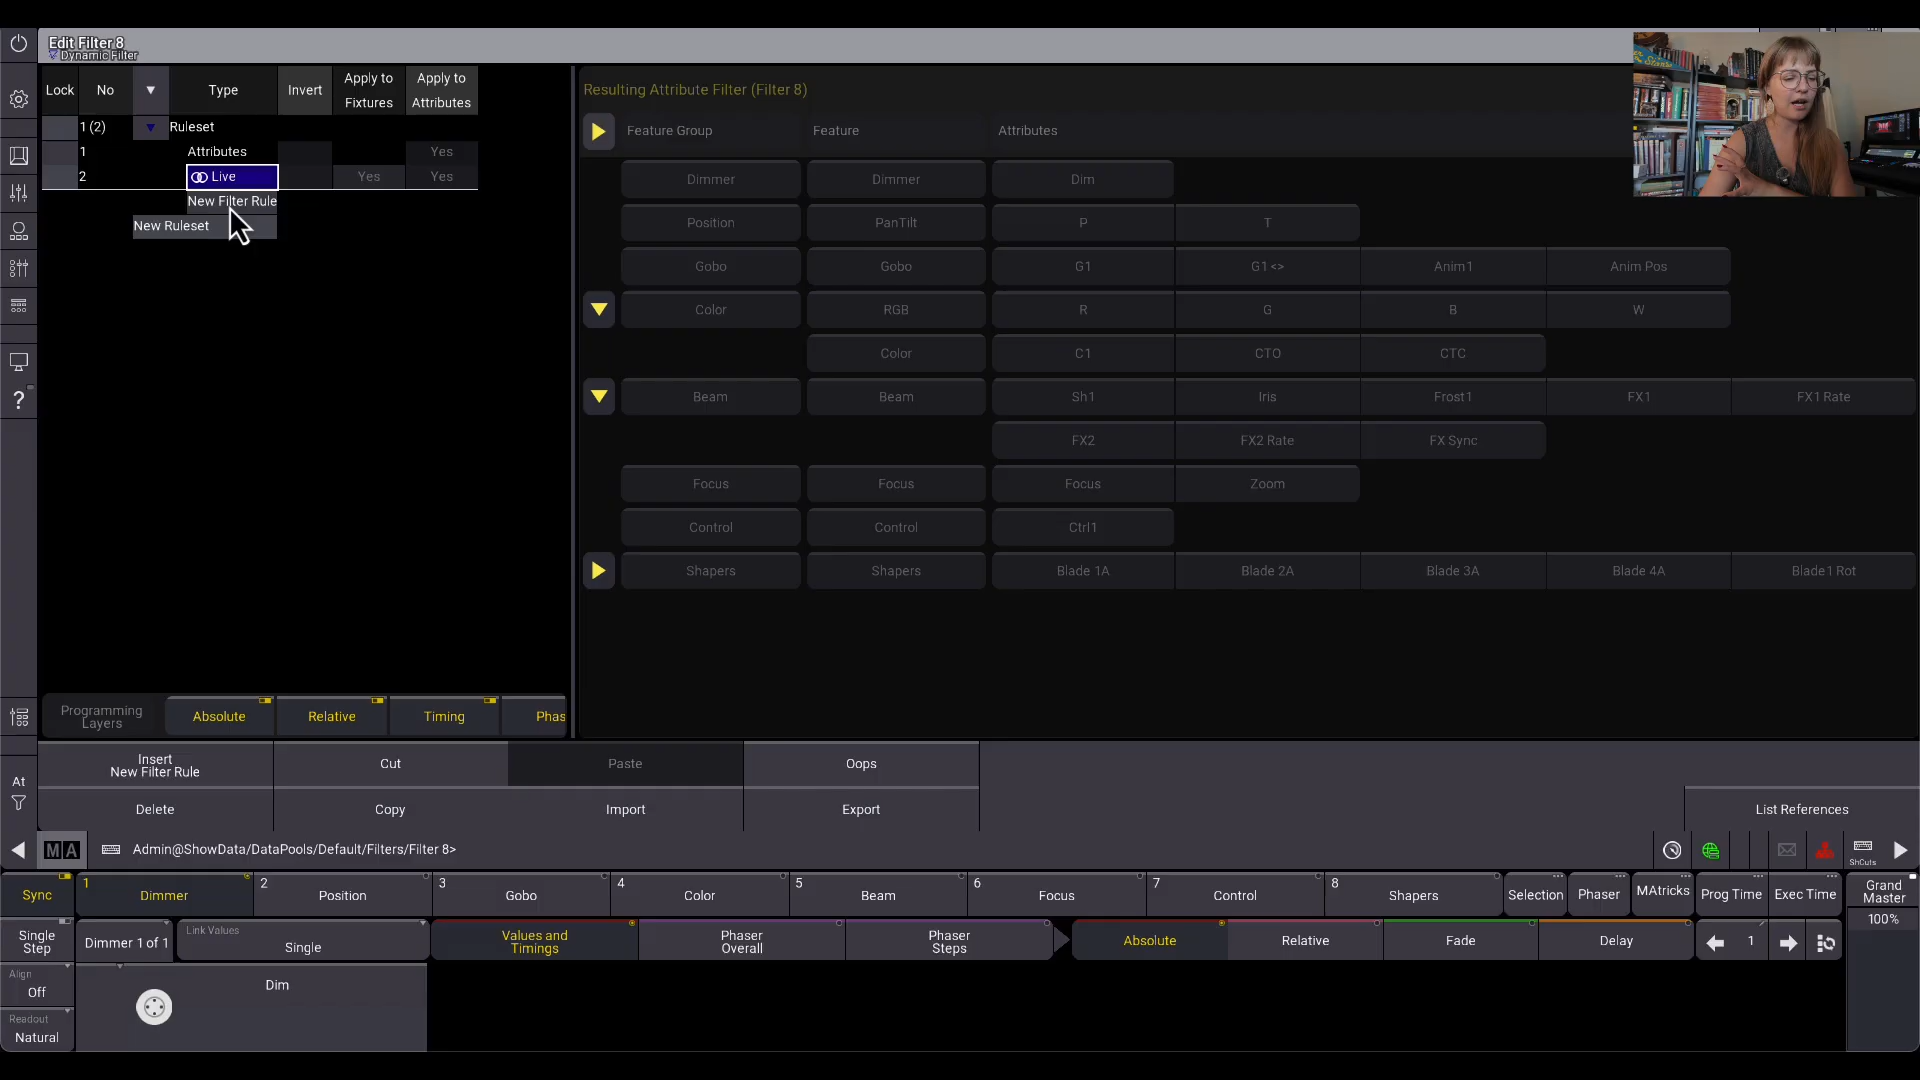 Edit Filter 8
Dynamic Filter
Lock No Type Invert Apply to Fixtures Apply to Attributes
1 (2) Ruleset
1 Attributes Yes
2 Live Yes Yes
New Filter Rule
New Ruleset
Resulting Attribute Filter (Filter 8)
Feature Group Feature Attributes
Dimmer Dimmer Dim
Position PanTilt P T
Gobo Gobo G1 G1 <> Anim1 Anim Pos
Color RGB R G B W
Color C1 CTO CTC
Beam Beam Sh1 Iris Frost1 FX1 FX1 Rate
FX2 FX2 Rate FX Sync
Focus Focus Focus Zoom
Control Control Ctrl1
Shapers Shapers Blade 1A Blade 2A Blade 3A Blade 4A Blade1 Rot
Programming Layers Absolute Relative Timing Phas
Insert New Filter Rule Cut Paste Oops
Delete Copy Import Export List References
At
MA Admin@ShowData/DataPools/Default/Filters/Filter 8> ShCuts
Sync 1 Dimmer 2 Position 3 Gobo 4 Color 5 Beam 6 Focus 7 Control 8 Shapers Selection Phaser MAtricks Prog Time Exec Time Grand Master
100%
Single Step Dimmer 1 of 1 Link Values Single Values and Timings Phaser Overall Phaser Steps Absolute Relative Fade Delay 1
Align Off Dim
Readout Natural